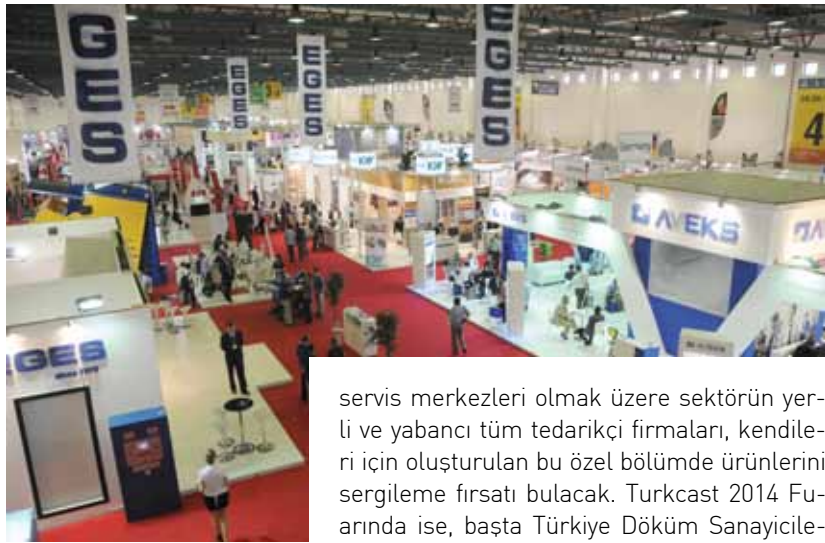 EGES
EGES
EGES
EGES
4
AVEKS
EGES
servis merkezleri olmak üzere sektörün yer-
li ve yabancı tüm tedarikçi firmaları, kendile-
ri için oluşturulan bu özel bölümde ürünlerini
sergileme fırsatı bulacak. Turkcast 2014 Fu-
arında ise, başta Türkiye Döküm Sanayicile-